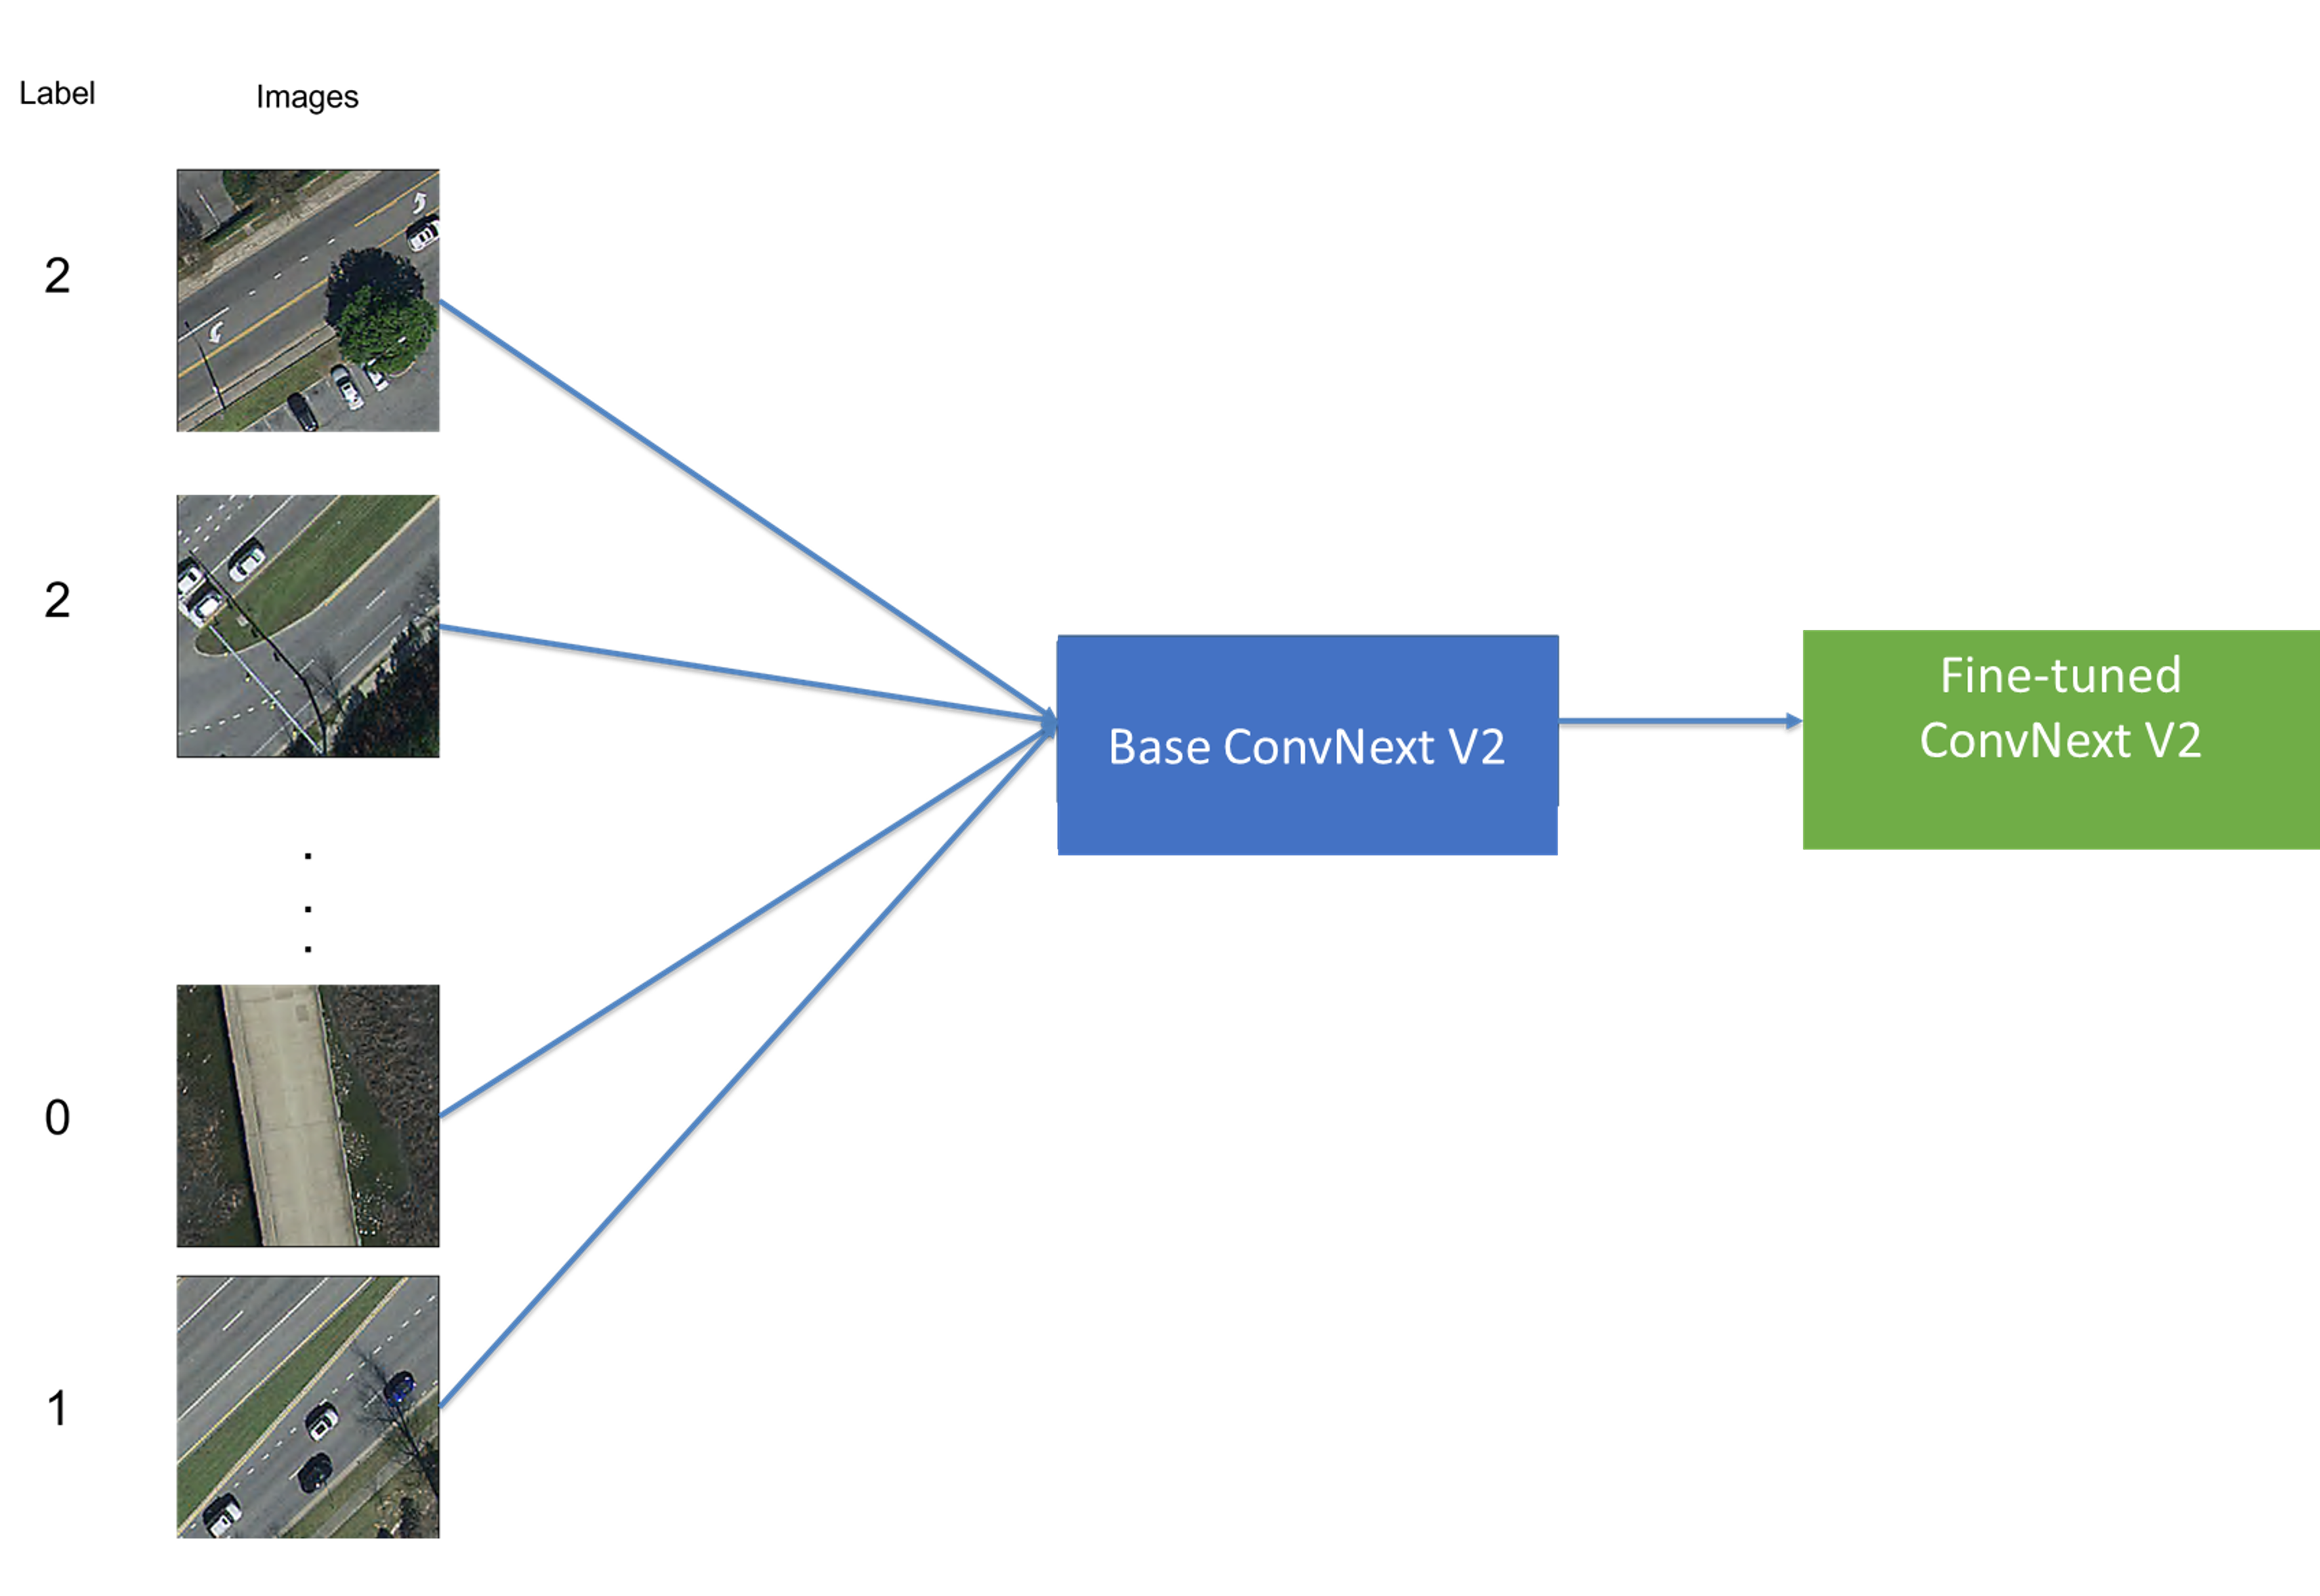 Label
Images
2
2
.
.
.
0
1
Base ConvNext V2
Fine-tuned
ConvNext V2